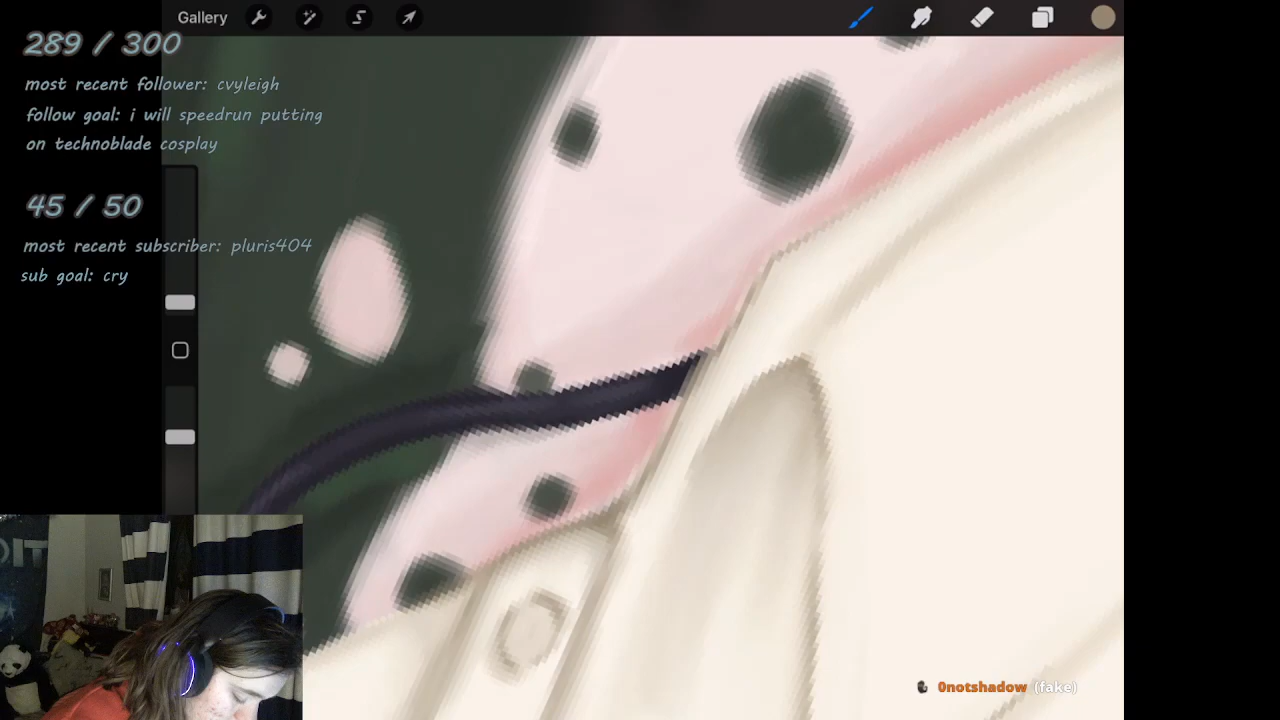 Gallery
289 / 300
most recent follower: cvyleigh
follow goal: i will speedrun putting
on technoblade cosplay
45 / 50
most recent subscriber: pluris404
sub goal: cry
0notshadow (fake)